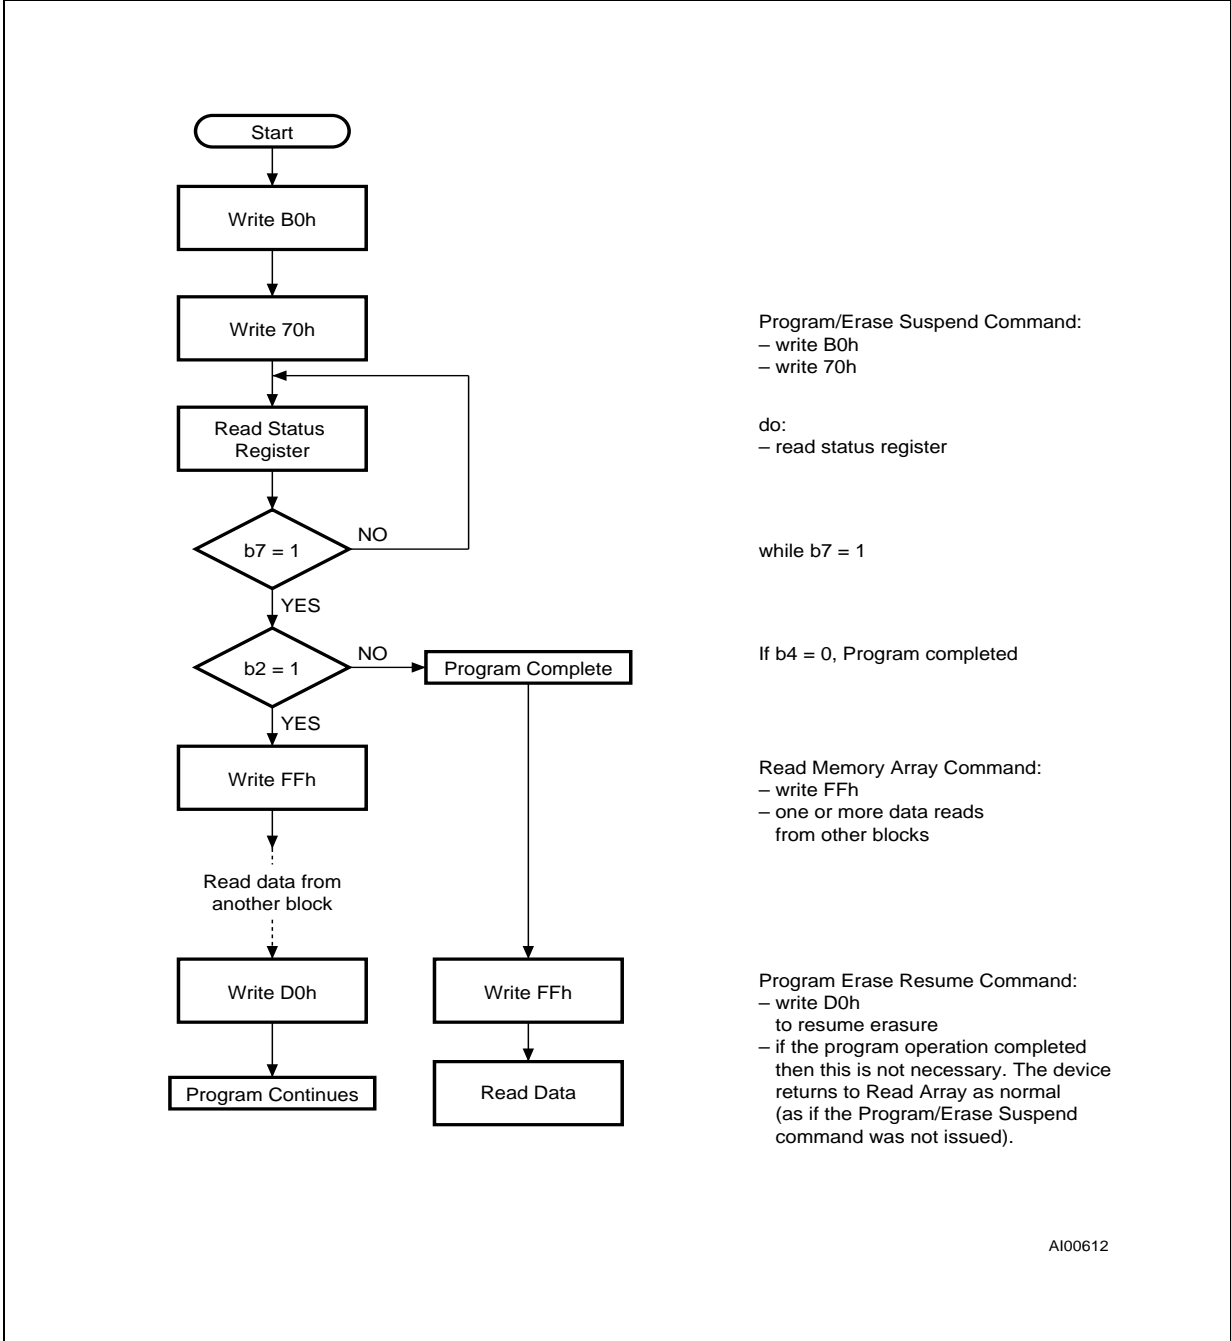 Start
Write B0h
Write 70h
Program/Erase Suspend Command:
– write B0h
– write 70h
Read Status
Register
do:
– read status register
b7 = 1
NO
while b7 = 1
YES
b2 = 1
NO
Program Complete
If b4 = 0, Program completed
YES
Write FFh
Read Memory Array Command:
– write FFh
– one or more data reads
from other blocks
Read data from
another block
Write D0h
Write FFh
Program Erase Resume Command:
– write D0h
to resume erasure
– if the program operation completed
then this is not necessary. The device
returns to Read Array as normal
(as if the Program/Erase Suspend
command was not issued).
Program Continues
Read Data
AI00612